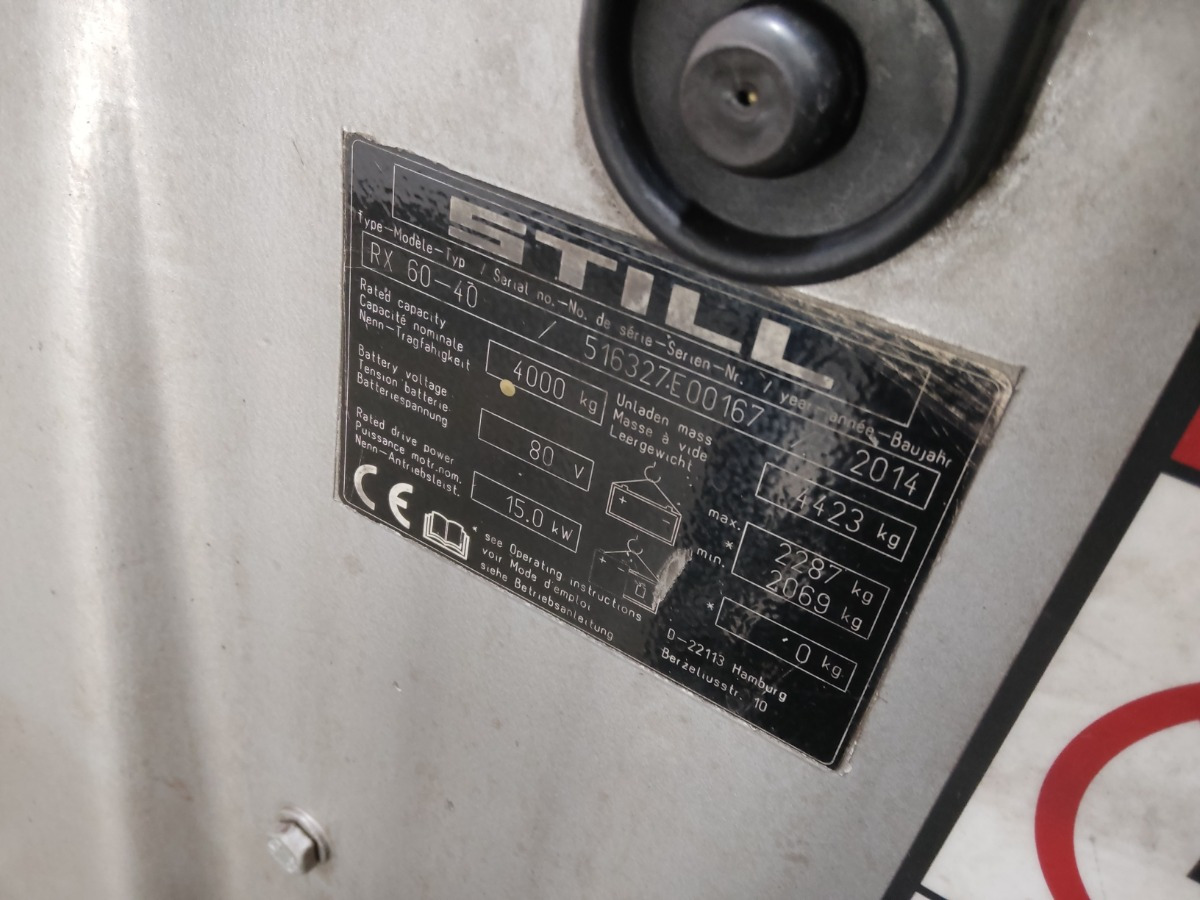 STILL
Type-Modèle-Typ / Serial no.-No. de série-Serien-Nr. / year-année-Baujahr
RX 60-40 / 516327E00167 2014
Rated capacity
Capacité nominale
Nenn-Tragfähigkeit
4000 kg
Unladen mass
Masse à vide
Leergewicht
4423 kg
Battery voltage
Tension batterie
Batteriespannung
80 V
+ -
max. 2287 kg
* min. 2069 kg
Rated drive power
Puissance motr.nom.
Nenn-Antriebsleist.
15.0 kW
+
* 0 kg
CE
* see Operating instructions
voir Mode d'emploi
siehe Betriebsanleitung
D-22113 Hamburg
Berzeliusstr. 10